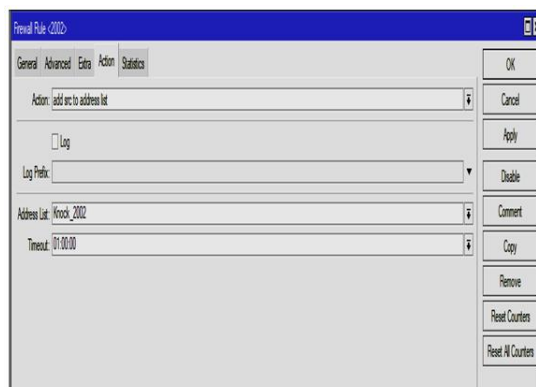 Firewall Rule <2002>
General Advanced Extra Action Statistics
Action: add src to address list
Log
Log Prefix:
Address List: Knock_2002
Timeout: 01:00:00
OK
Cancel
Apply
Disable
Comment
Copy
Remove
Reset Counters
Reset All Counters